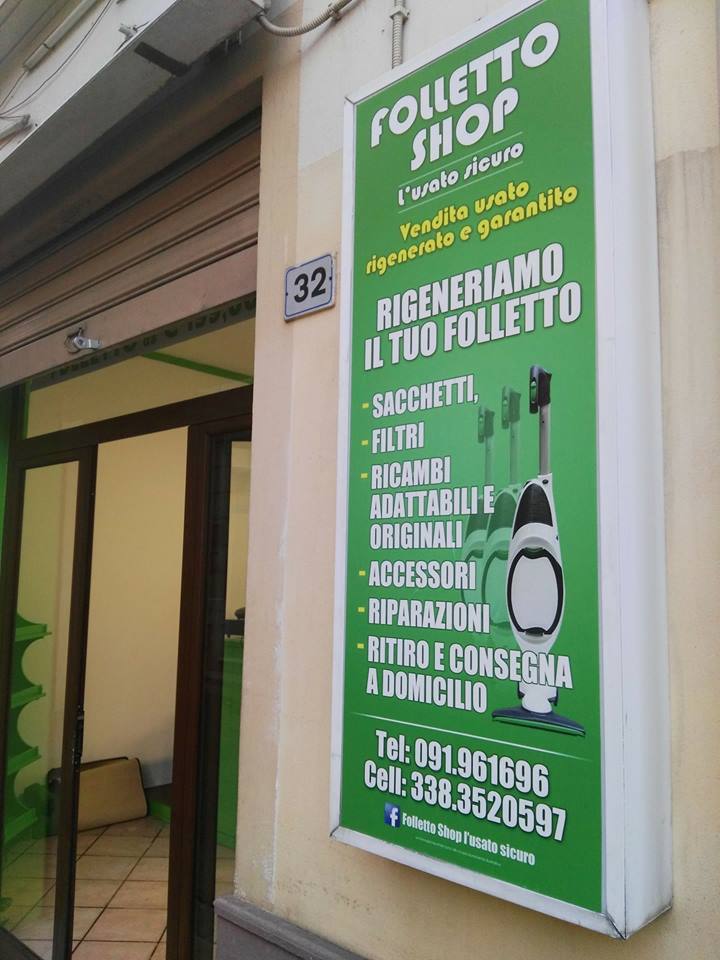 FOLLETTO
SHOP
L'usato sicuro
Vendita usato
rigenerato e garantito
RIGENERIAMO
IL TUO FOLLETTO
- SACCHETTI,
- FILTRI
- RICAMBI
ADATTABILI E
ORIGINALI
- ACCESSORI
- RIPARAZIONI
- RITIRO E CONSEGNA
A DOMICILIO
Tel: 091.961696
Cell: 338.3520597
f Folletto Shop l'usato sicuro
32